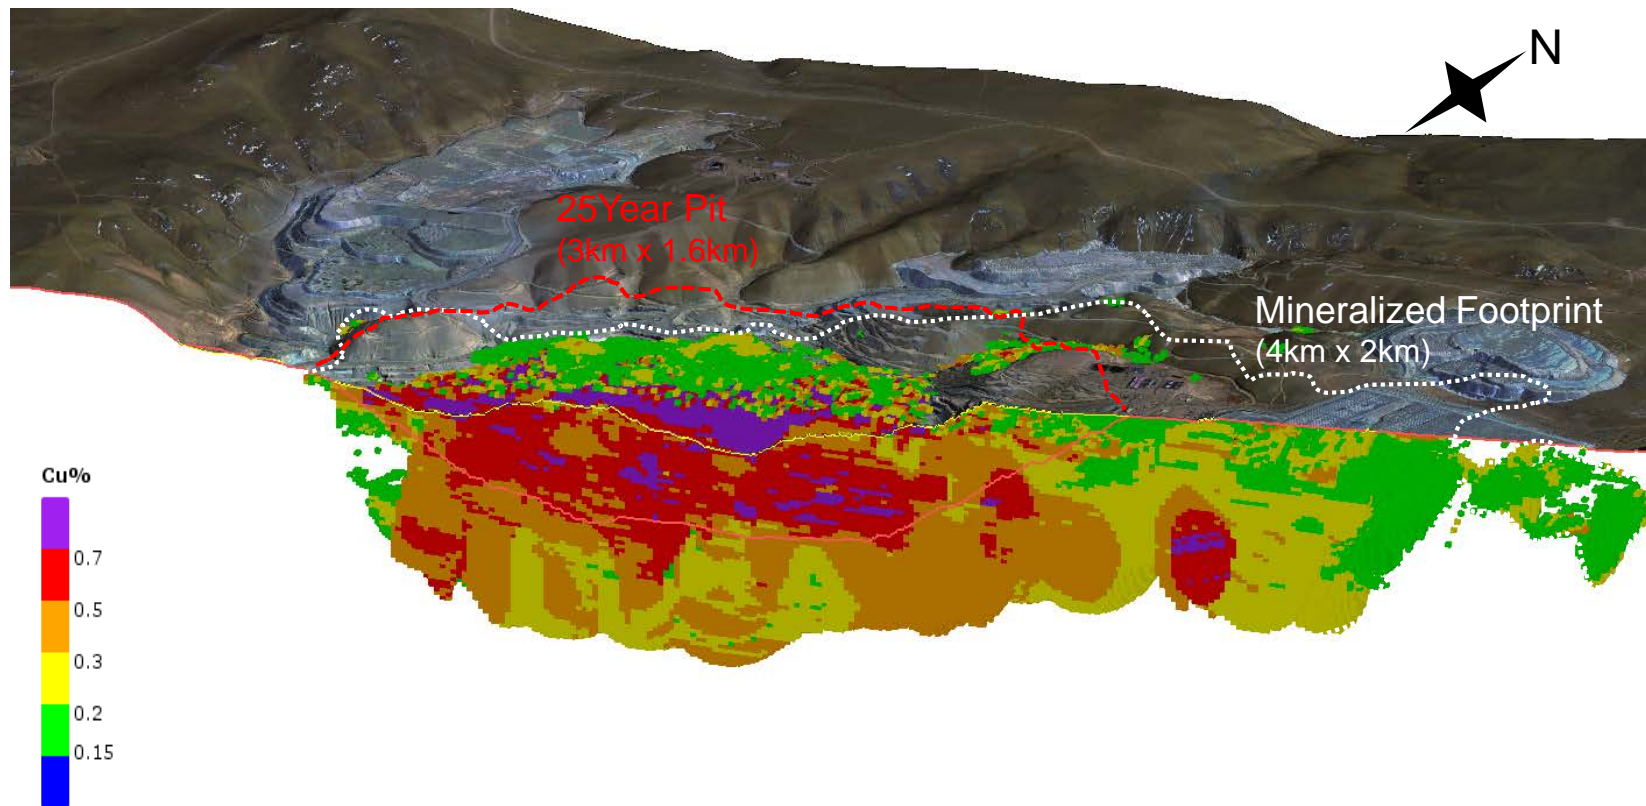 N
25Year Pit
(3km x 1.6km)
Mineralized Footprint
(4km x 2km)
Cu%
0.7
0.5
0.3
0.2
0.15